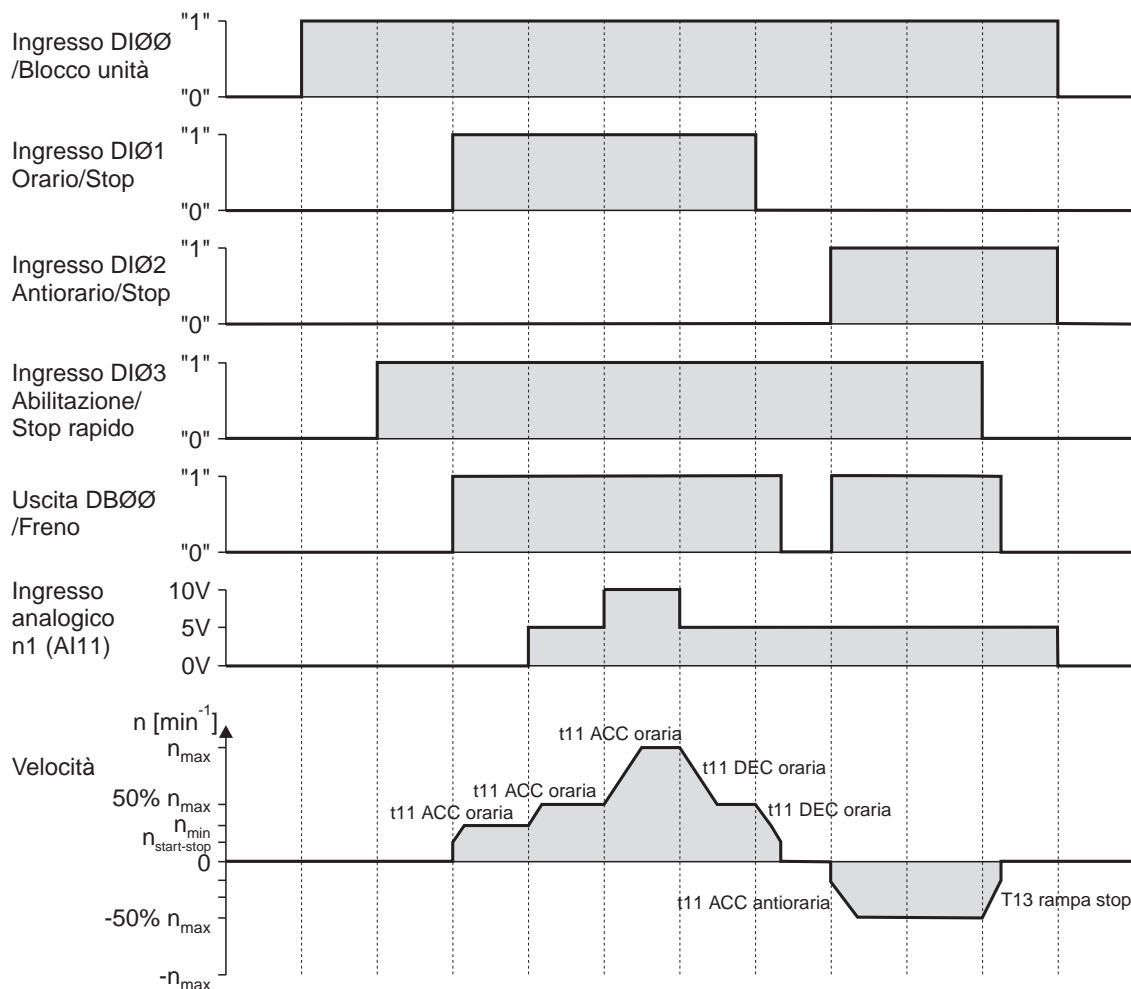 "1"
Ingresso DIØØ
/Blocco unità
"0"
"1"
Ingresso DIØ1
Orario/Stop
"0"
"1"
Ingresso DIØ2
Antiorario/Stop
"0"
"1"
Ingresso DIØ3
Abilitazione/
Stop rapido
"0"
"1"
Uscita DBØØ
/Freno
"0"
Ingresso
analogico
n1 (AI11)
10V
5V
0V
n [min-1]
Velocità
nmax
50% nmax
nmin
nstart-stop
0
-50% nmax
-nmax
t11 ACC oraria
t11 ACC oraria
t11 ACC oraria
t11 DEC oraria
t11 DEC oraria
t11 ACC antioraria
T13 rampa stop